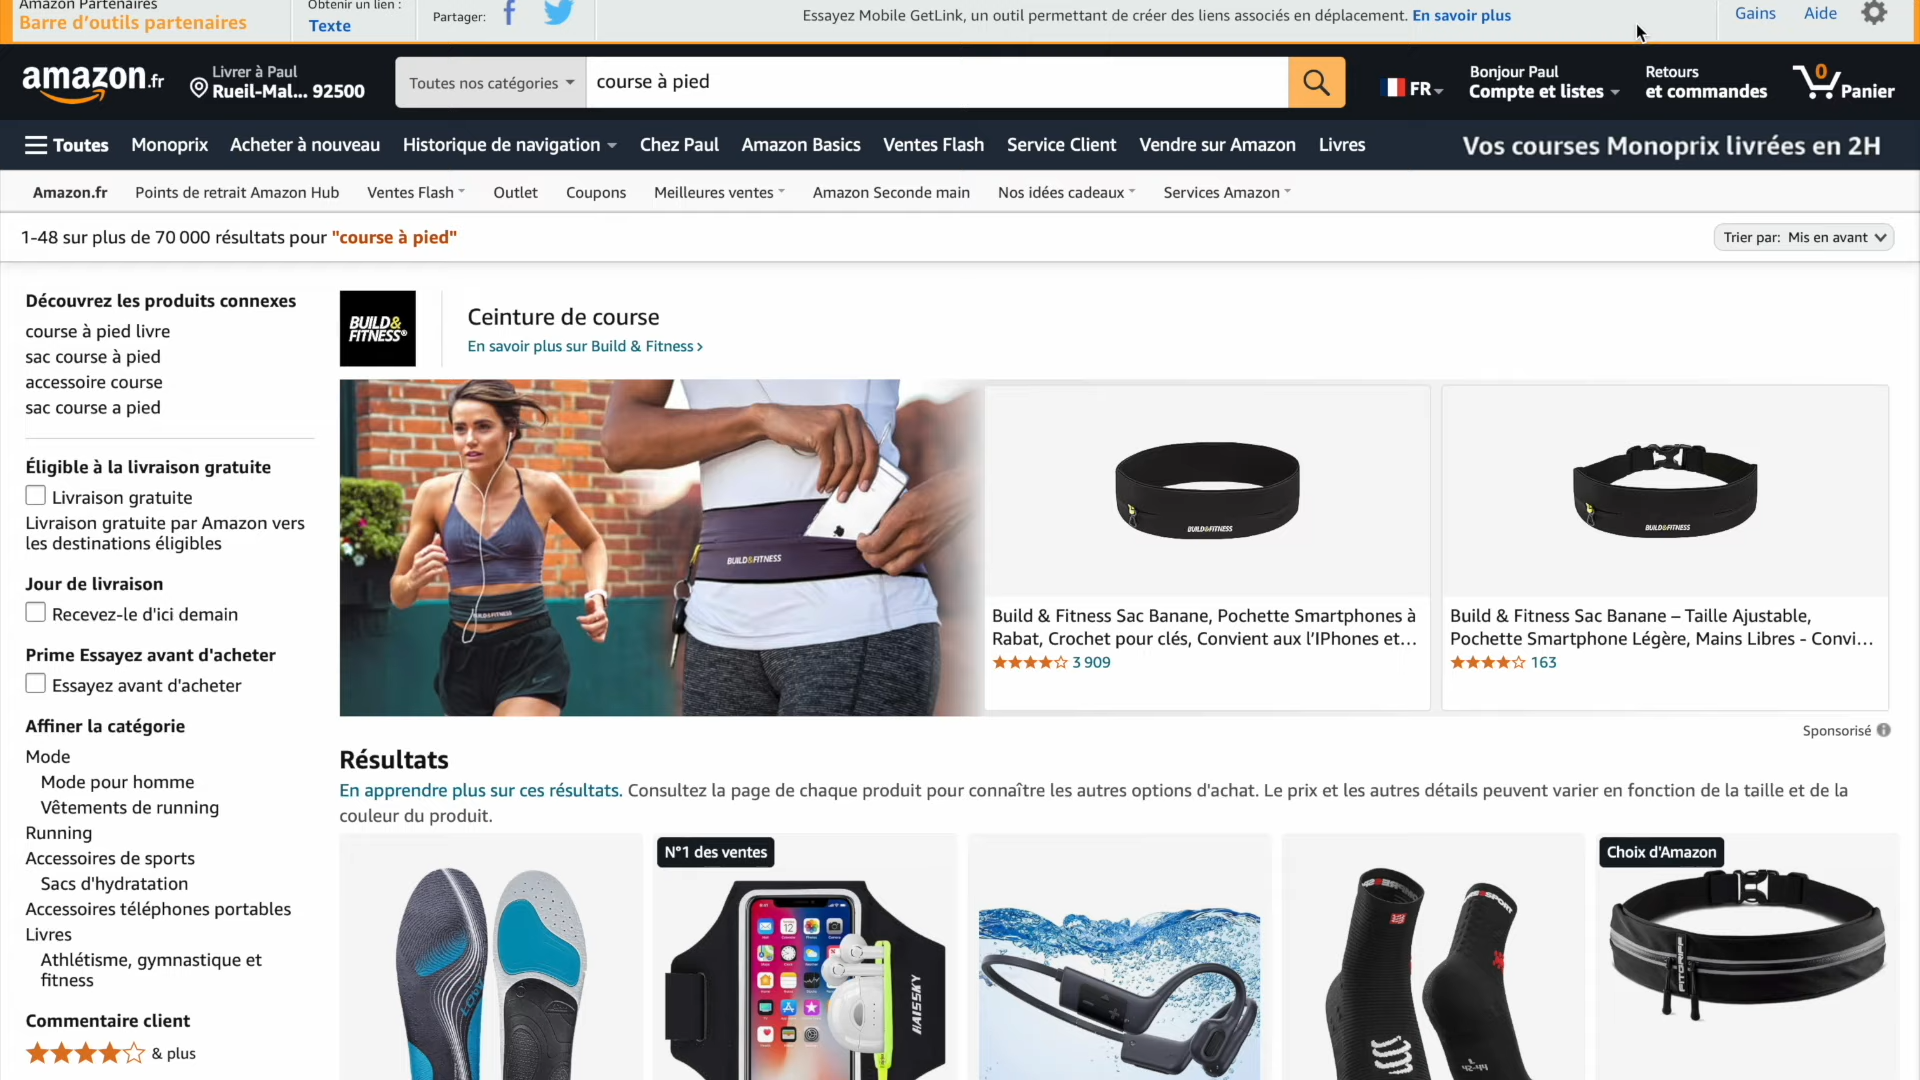 Amazon Partenaires
Barre d'outils partenaires
Obtenir un lien :
Texte
Partager:
Essayez Mobile GetLink, un outil permettant de créer des liens associés en déplacement. En savoir plus
Gains
Aide
amazon.fr
Livrer à Paul
Rueil-Mal... 92500
Toutes nos catégories
course à pied
FR
Bonjour Paul
Compte et listes
Retours
et commandes
0
Panier
Toutes
Monoprix
Acheter à nouveau
Historique de navigation
Chez Paul
Amazon Basics
Ventes Flash
Service Client
Vendre sur Amazon
Livres
Vos courses Monoprix livrées en 2H
Amazon.fr
Points de retrait Amazon Hub
Ventes Flash
Outlet
Coupons
Meilleures ventes
Amazon Seconde main
Nos idées cadeaux
Services Amazon
1-48 sur plus de 70 000 résultats pour "course à pied"
Trier par: Mis en avant
Découvrez les produits connexes
course à pied livre
sac course à pied
accessoire course
sac course a pied
Éligible à la livraison gratuite
Livraison gratuite
Livraison gratuite par Amazon vers
les destinations éligibles
Jour de livraison
Recevez-le d'ici demain
Prime Essayez avant d'acheter
Essayez avant d'acheter
Affiner la catégorie
Mode
Mode pour homme
Vêtements de running
Running
Accessoires de sports
Sacs d'hydratation
Accessoires téléphones portables
Livres
Athlétisme, gymnastique et
fitness
Commentaire client
& plus
BUILD&
FITNESS®
Ceinture de course
En savoir plus sur Build & Fitness ›
BUILD&FITNESS
BUILD&FITNESS
BUILD&FITNESS
BUILD&FITNESS
Build & Fitness Sac Banane, Pochette Smartphones à
Rabat, Crochet pour clés, Convient aux l'IPhones et...
3 909
Build & Fitness Sac Banane – Taille Ajustable,
Pochette Smartphone Légère, Mains Libres - Convi...
163
Sponsorisé
Résultats
En apprendre plus sur ces résultats. Consultez la page de chaque produit pour connaître les autres options d'achat. Le prix et les autres détails peuvent varier en fonction de la taille et de la
couleur du produit.
N°1 des ventes
HAISSKY
Choix d'Amazon
FITGRIFF